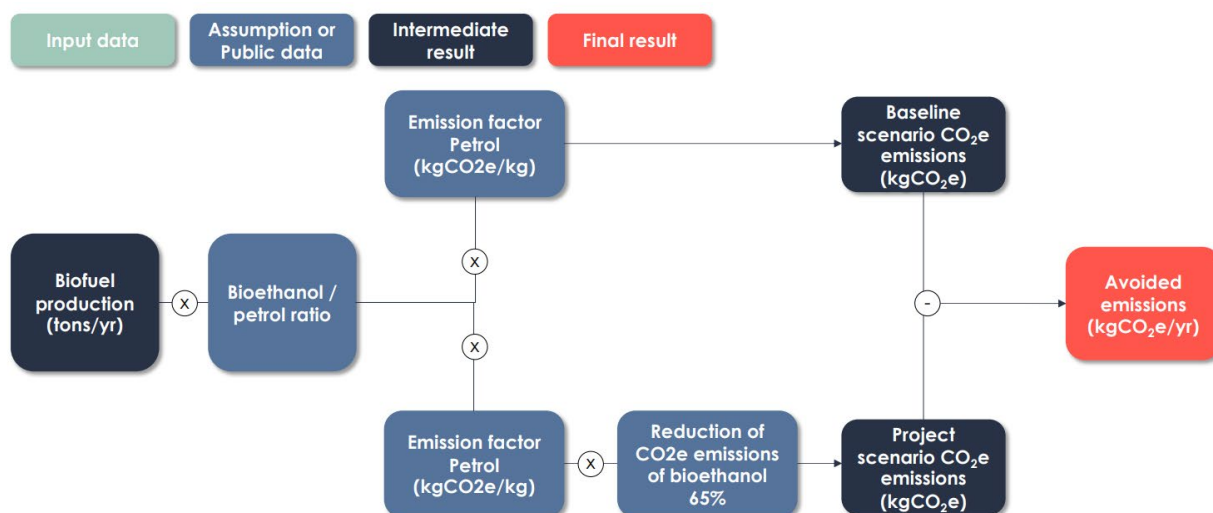 Input data
Assumption or
Public data
Intermediate
result
Final result
Emission factor
Petrol
(kgCO2e/kg)
Baseline
scenario CO₂e
emissions
(kgCO₂e)
x
Biofuel
production
(tons/yr)
x
Bioethanol /
petrol ratio
-
Avoided
emissions
(kgCO₂e/yr)
x
Emission factor
Petrol
(kgCO2e/kg)
x
Reduction of
CO2e emissions
of bioethanol
65%
Project
scenario CO₂e
emissions
(kgCO₂e)